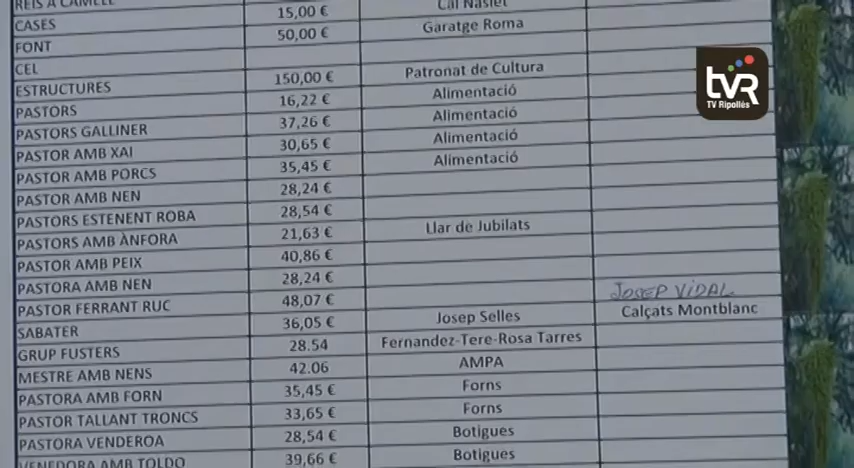 REIS A CAMELL
CASES 15,00 € Cal Nasiet
FONT 50,00 € Garatge Roma
CEL
ESTRUCTURES 150,00 € Patronat de Cultura
PASTORS 16,22 € Alimentació
PASTORS GALLINER 37,26 € Alimentació
PASTOR AMB XAI 30,65 € Alimentació
PASTOR AMB PORCS 35,45 € Alimentació
PASTOR AMB NEN 28,24 €
PASTORS ESTENENT ROBA 28,54 €
PASTORS AMB ÀNFORA 21,63 € Llar de Jubilats
PASTOR AMB PEIX 40,86 €
PASTORA AMB NEN 28,24 €
PASTOR FERRANT RUC 48,07 € JOSEP VIDAL
SABATER 36,05 € Josep Selles Calçats Montblanc
GRUP FUSTERS 28.54 Fernandez-Tere-Rosa Tarres
MESTRE AMB NENS 42.06 AMPA
PASTORA AMB FORN 35,45 € Forns
PASTOR TALLANT TRONCS 33,65 € Forns
PASTORA VENDEROA 28,54 € Botigues
VENEDORA AMB TOLDO 39,66 € Botigues
tvR
TV Ripollès